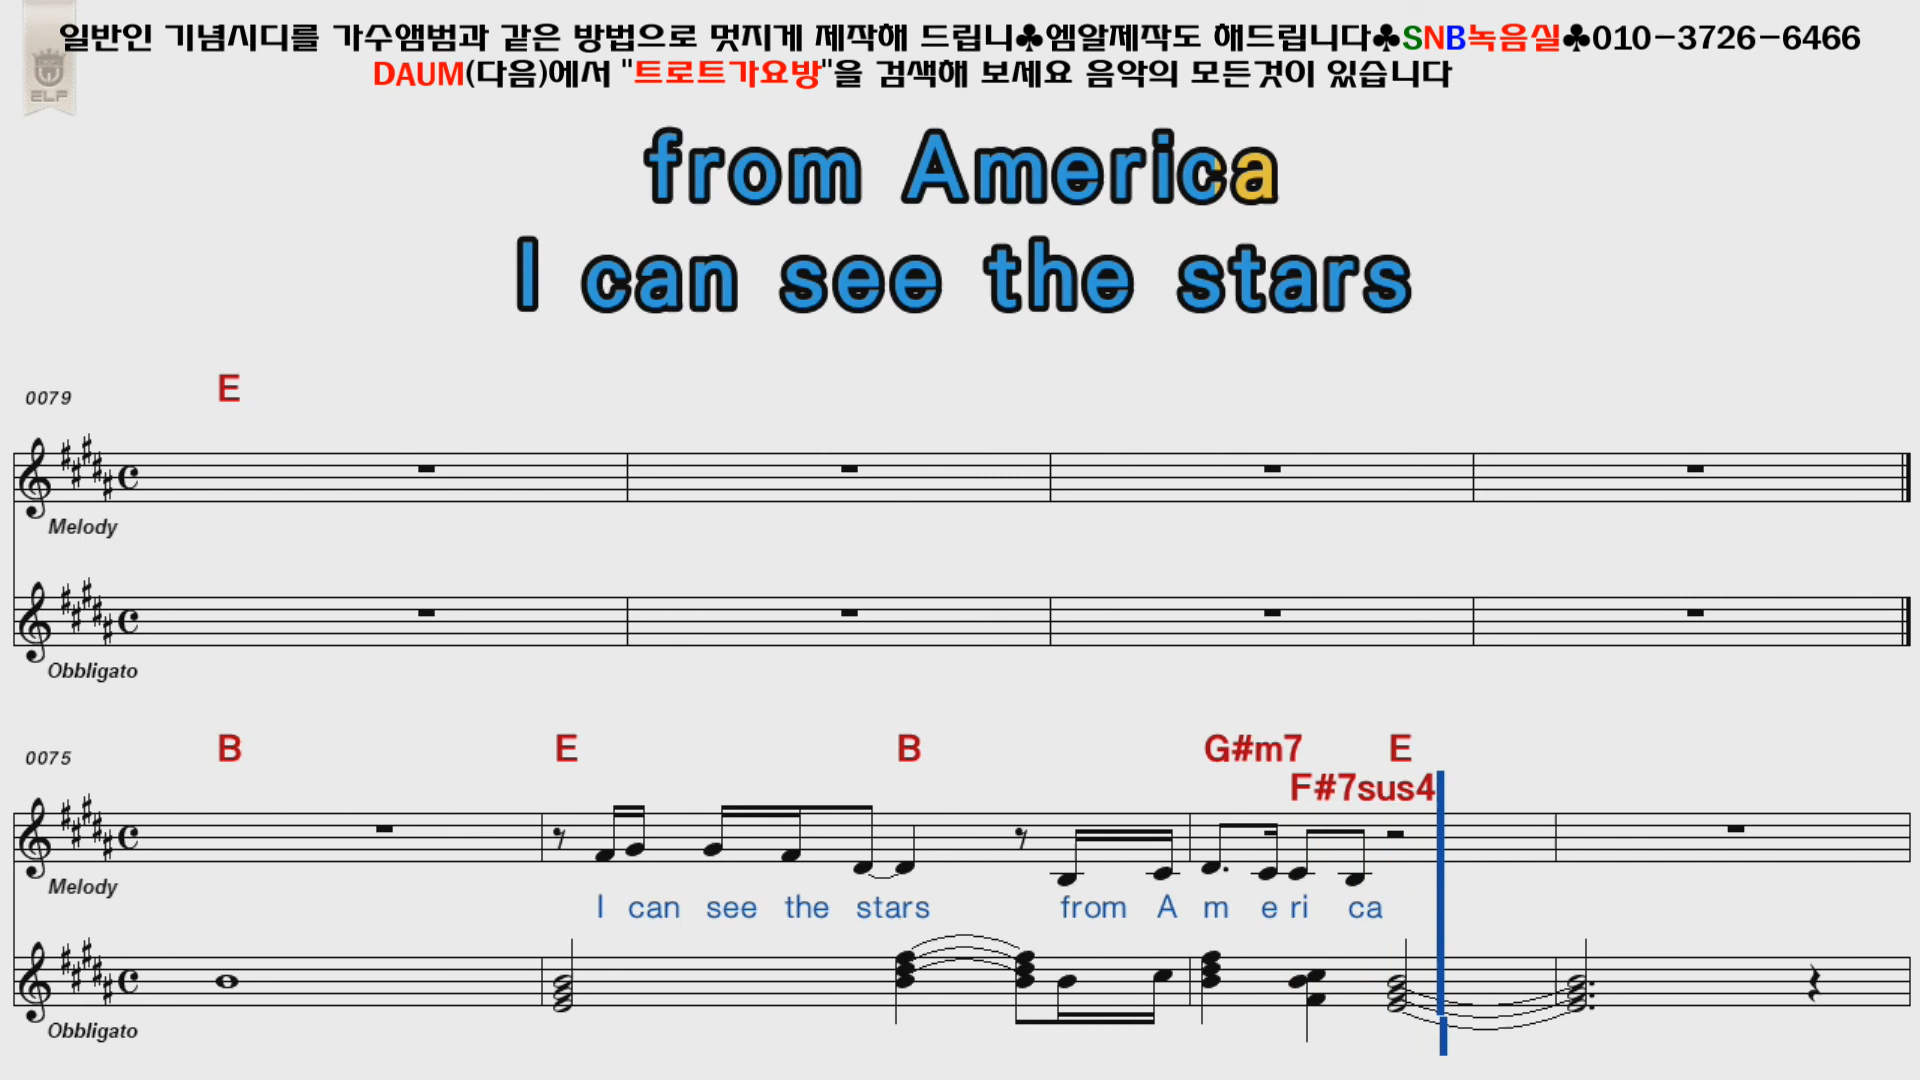 일반인 기념시디를 가수앰범과 같은 방법으로 멋지게 제작해 드립니♣엠알제작도 해드립니다♣SNB녹음실♣010-3726-6466
DAUM(다음)에서 "트로트가요방"을 검색해 보세요 음악의 모든것이 있습니다
ELF
from America
I can see the stars
0079 E
Melody
Obbligato
0075 B E B G#m7 E
F#7sus4
Melody
I can see the stars from A m e ri ca
Obbligato